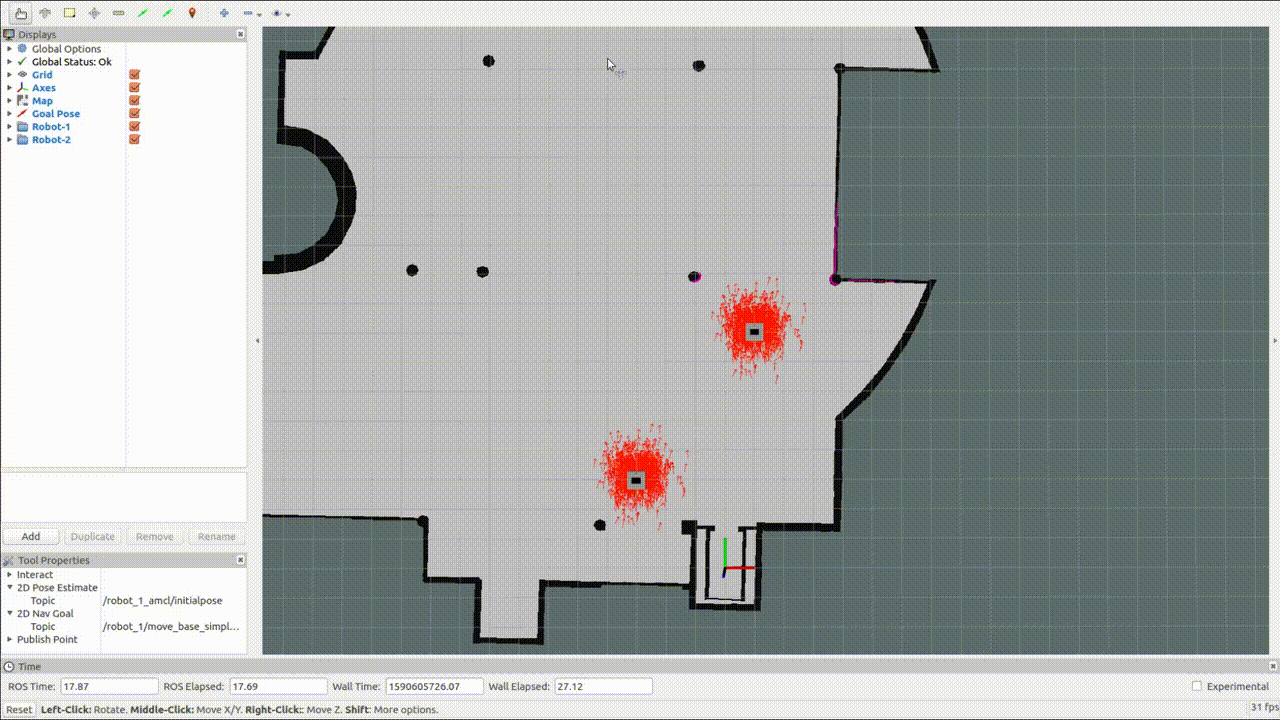 Displays
Global Options
Global Status: Ok
Grid
Axes
Map
Goal Pose
Robot-1
Robot-2
Add Duplicate Remove Rename
Tool Properties
Interact
2D Pose Estimate
Topic /robot_1_amcl/initialpose
2D Nav Goal
Topic /robot_1/move_base_simpl...
Publish Point
Time
ROS Time: 17.87 ROS Elapsed: 17.69 Wall Time: 1590605726.07 Wall Elapsed: 27.12 Experimental
Reset Left-Click: Rotate. Middle-Click: Move X/Y. Right-Click:: Move Z. Shift: More options. 31 fps